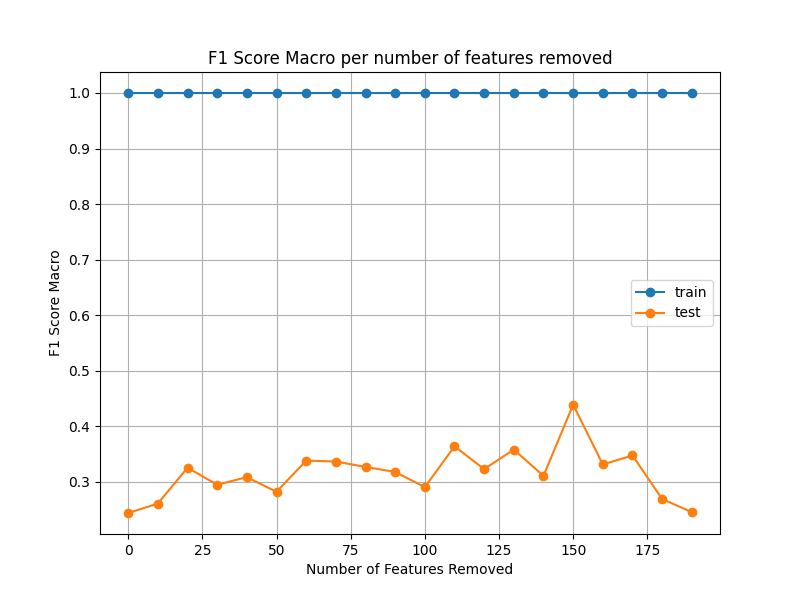 F1 Score Macro per number of features removed
1.0
0.9
0.8
0.7
0.6
0.5
0.4
0.3
F1 Score Macro
train
test
0 25 50 75 100 125 150 175
Number of Features Removed